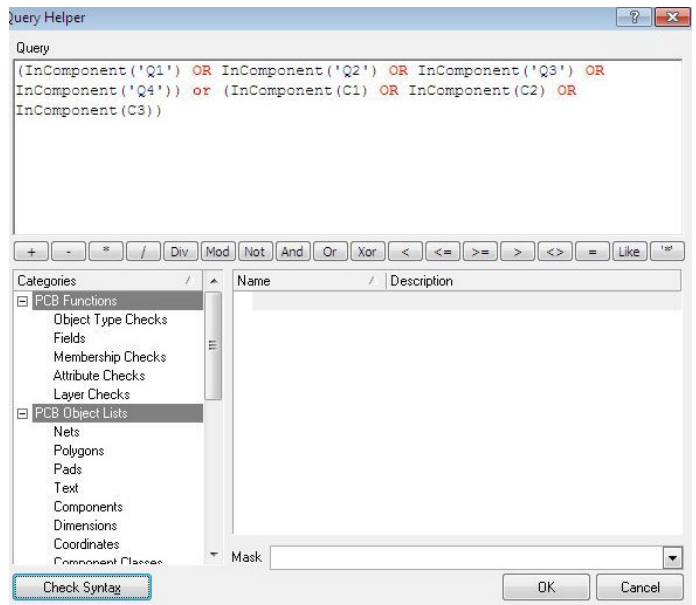 Query Helper
Query
(InComponent('Q1') OR InComponent('Q2') OR InComponent('Q3') OR
InComponent('Q4')) or (InComponent(C1) OR InComponent(C2) OR
InComponent(C3))
+ - * / Div Mod Not And Or Xor < <= >= > <> = Like '*'
Categories Name Description
PCB Functions
Object Type Checks
Fields
Membership Checks
Attribute Checks
Layer Checks
PCB Object Lists
Nets
Polygons
Pads
Text
Components
Dimensions
Coordinates
Component Classes
Mask
Check Syntax OK Cancel